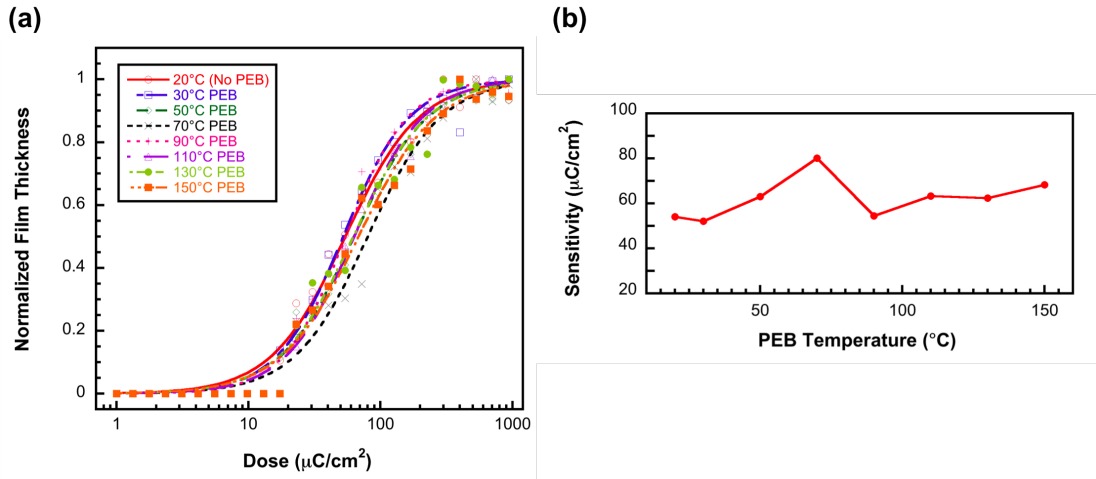 (a)
Normalized Film Thickness
1
0.8
0.6
0.4
0.2
0
20°C (No PEB)
30°C PEB
50°C PEB
70°C PEB
90°C PEB
110°C PEB
130°C PEB
150°C PEB
1
10
100
1000
Dose (μC/cm²)
(b)
Sensitivity (μC/cm²)
100
80
60
40
20
50
100
150
PEB Temperature (°C)